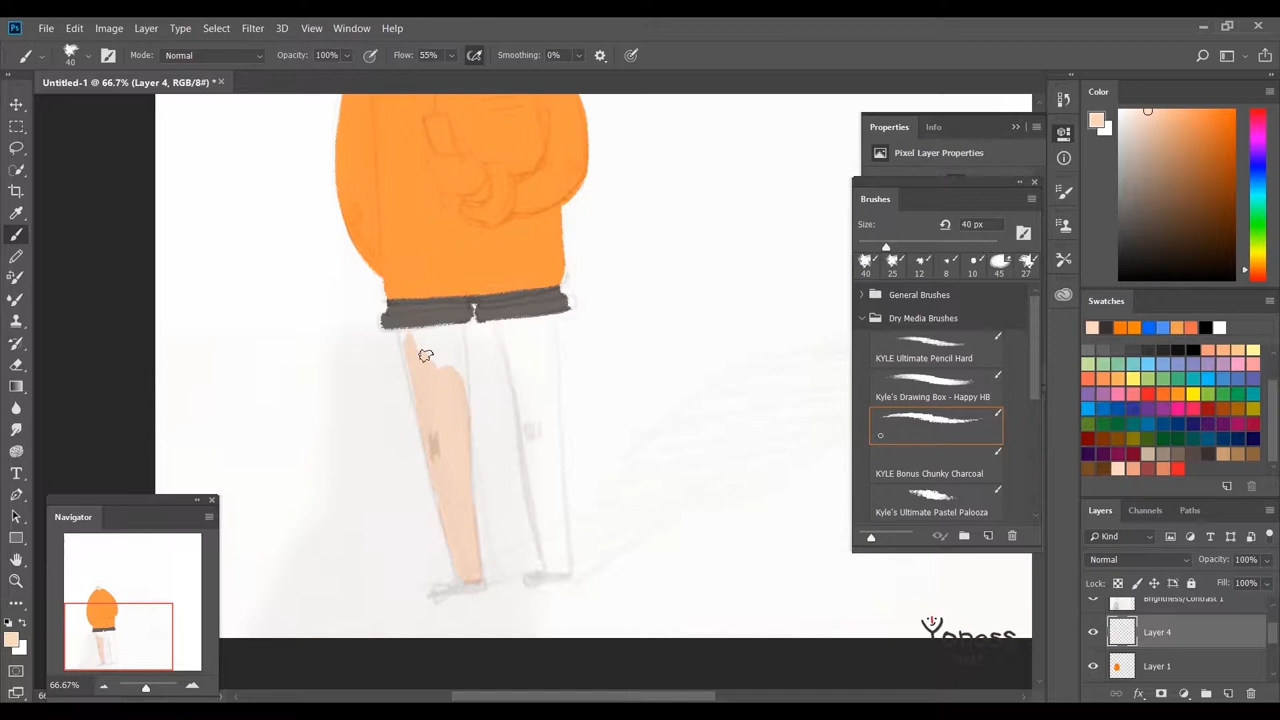 Ps File Edit Image Layer Type Select Filter 3D View Window Help
40 Mode: Normal Opacity: 100% Flow: 55% Smoothing: 0%
Untitled-1 @ 66.7% (Layer 4, RGB/8#) *
Color
Properties Info
Pixel Layer Properties
Brushes
Size: 40 px
40 25 12 8 10 45 27
General Brushes
Dry Media Brushes
KYLE Ultimate Pencil Hard
Kyle's Drawing Box - Happy HB
KYLE Bonus Chunky Charcoal
Kyle's Ultimate Pastel Palooza
Swatches
Layers Channels Paths
Kind
Normal Opacity: 100%
Lock: Fill: 100%
Brightness/Contrast 1
Layer 4
Layer 1
Navigator
66.67%
Yoness